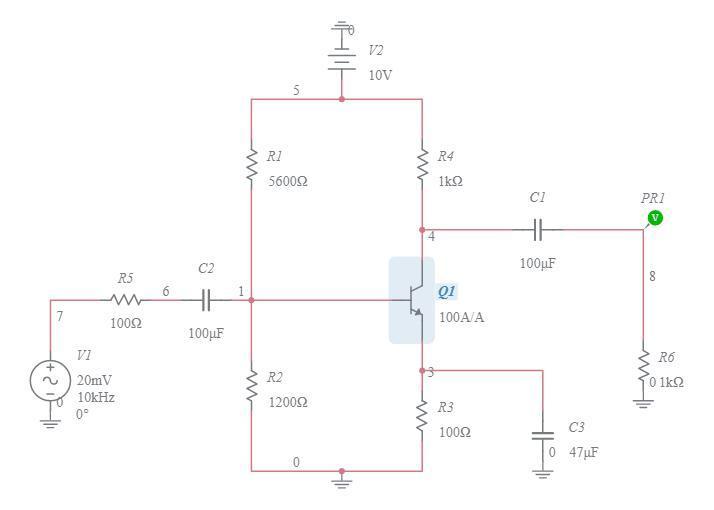 0
V2
10V
5
R1
5600Ω
R4
1kΩ
C1
PR1
V
4
100µF
C2
R5
6
1
Q1
8
7
100Ω
100µF
100A/A
V1
20mV
10kHz
0°
0
3
R2
1200Ω
R3
100Ω
R6
0
1kΩ
C3
0
47µF
0